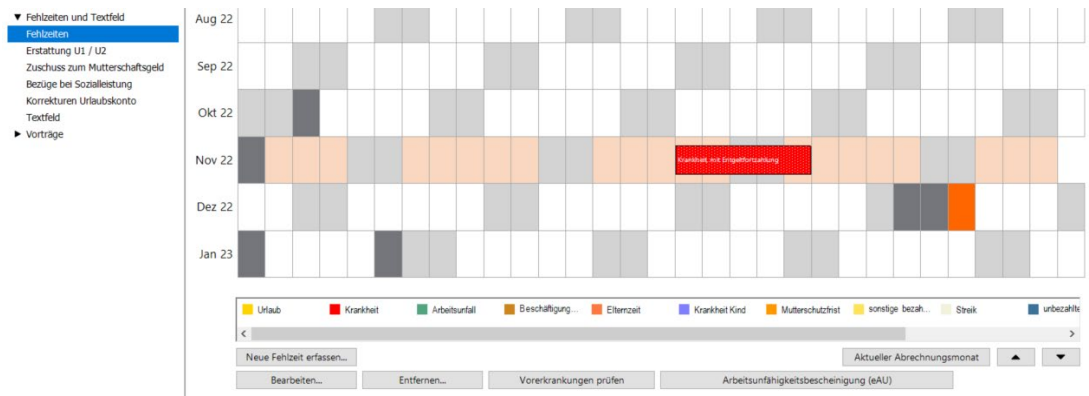 ▼ Fehlzeiten und Textfeld
Fehlzeiten
Erstattung U1 / U2
Zuschuss zum Mutterschaftsgeld
Bezüge bei Sozialleistung
Korrekturen Urlaubskonto
Textfeld
► Vorträge
Aug 22
Sep 22
Okt 22
Nov 22
Krankheit, mit Entgeltfortzahlung
Dez 22
Jan 23
Urlaub Krankheit Arbeitsunfall Beschäftigung... Elternzeit Krankheit Kind Mutterschutzfrist sonstige bezah... Streik unbezahlte
Neue Fehlzeit erfassen... Aktueller Abrechnungsmonat
Bearbeiten... Entfernen... Vorerkrankungen prüfen Arbeitsunfähigkeitsbescheinigung (eAU)